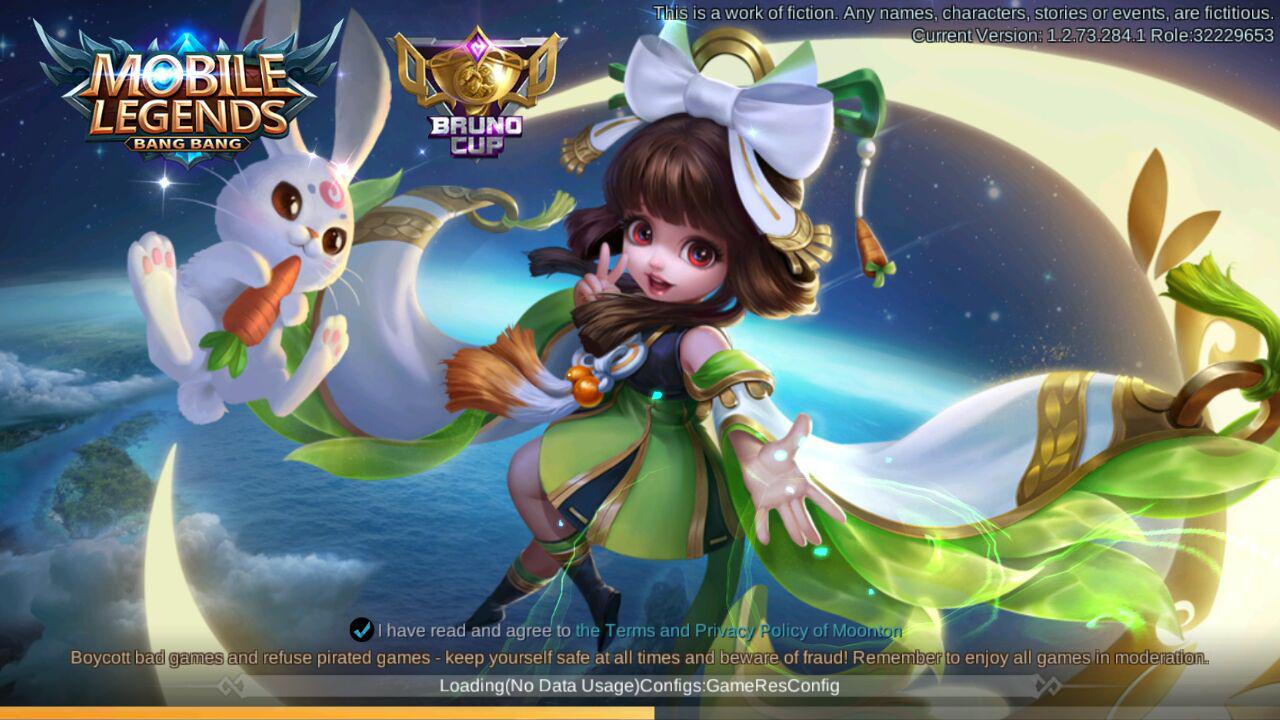 This is a work of fiction. Any names, characters, stories or events, are fictitious.
Current Version: 1.2.73.284.1 Role:32229653
MOBILE
LEGENDS
BANG BANG
BRUNO
CUP
I have read and agree to the Terms and Privacy Policy of Moonton
Boycott bad games and refuse pirated games - keep yourself safe at all times and beware of fraud! Remember to enjoy all games in moderation.
Loading(No Data Usage)Configs:GameResConfig